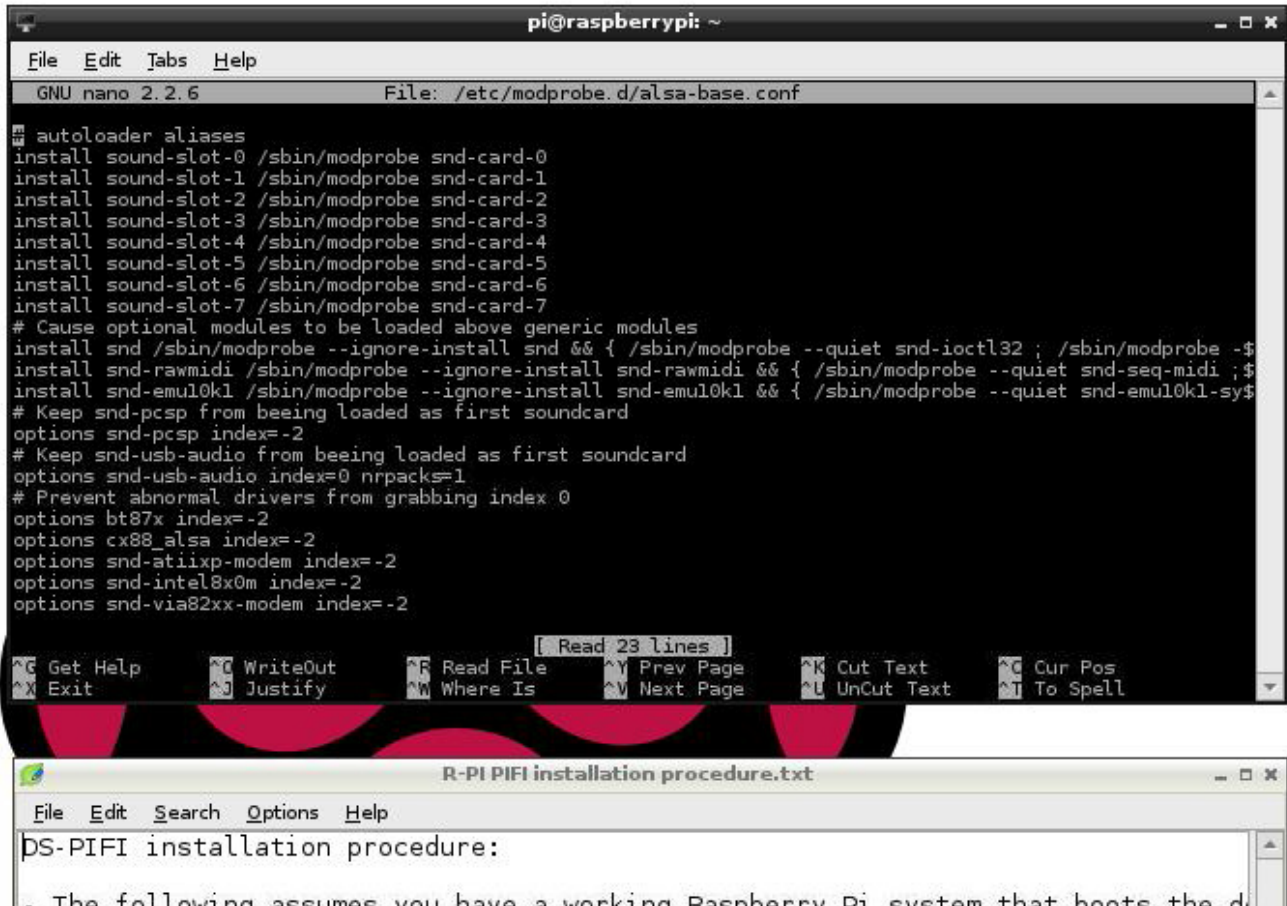 pi@raspberrypi: ~
File Edit Tabs Help
GNU nano 2.2.6 File: /etc/modprobe.d/alsa-base.conf
# autoloader aliases
install sound-slot-0 /sbin/modprobe snd-card-0
install sound-slot-1 /sbin/modprobe snd-card-1
install sound-slot-2 /sbin/modprobe snd-card-2
install sound-slot-3 /sbin/modprobe snd-card-3
install sound-slot-4 /sbin/modprobe snd-card-4
install sound-slot-5 /sbin/modprobe snd-card-5
install sound-slot-6 /sbin/modprobe snd-card-6
install sound-slot-7 /sbin/modprobe snd-card-7
# Cause optional modules to be loaded above generic modules
install snd /sbin/modprobe --ignore-install snd && { /sbin/modprobe --quiet snd-ioctl32 ; /sbin/modprobe -$
install snd-rawmidi /sbin/modprobe --ignore-install snd-rawmidi && { /sbin/modprobe --quiet snd-seq-midi ;$
install snd-emu10k1 /sbin/modprobe --ignore-install snd-emu10k1 && { /sbin/modprobe --quiet snd-emu10k1-sy$
# Keep snd-pcsp from beeing loaded as first soundcard
options snd-pcsp index=-2
# Keep snd-usb-audio from beeing loaded as first soundcard
options snd-usb-audio index=0 nrpacks=1
# Prevent abnormal drivers from grabbing index 0
options bt87x index=-2
options cx88_alsa index=-2
options snd-atiixp-modem index=-2
options snd-intel8x0m index=-2
options snd-via82xx-modem index=-2
[ Read 23 lines ]
^G Get Help ^O WriteOut ^R Read File ^Y Prev Page ^K Cut Text ^C Cur Pos
^X Exit ^J Justify ^W Where Is ^V Next Page ^U UnCut Text ^T To Spell
R-PI PIFI installation procedure.txt
File Edit Search Options Help
DS-PIFI installation procedure:
- The following assumes you have a working Raspberry Pi system that boots the